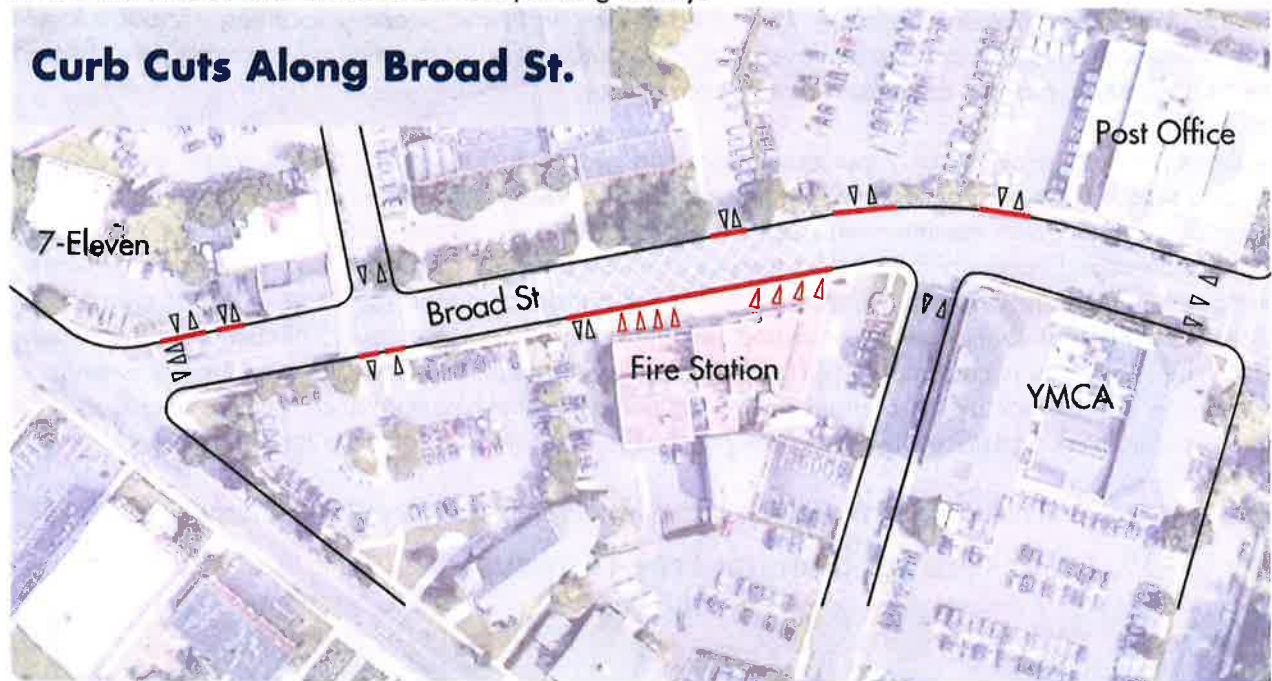 Curb Cuts Along Broad St.
Post Office
7-Eleven
Broad St
Fire Station
YMCA